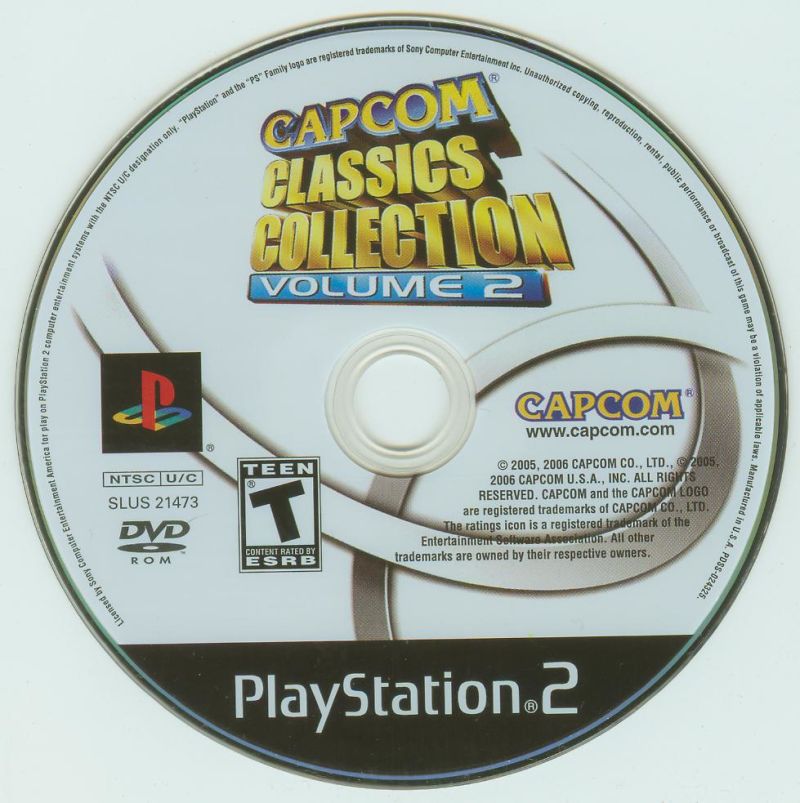 Licensed by Sony Computer Entertainment America for play on PlayStation 2 computer entertainment systems with the NTSC U/C designation only. "PlayStation" and the "PS" Family logo are registered trademarks of Sony Computer Entertainment Inc. Unauthorized copying, reproduction, rental, public performance or broadcast of this game may be a violation of applicable laws. Manufactured in U.S.A. PDSS-024325.
CAPCOM®
CLASSICS
COLLECTION
VOLUME 2
P
®
NTSC U/C
SLUS 21473
DVD
ROM
TEEN
®
T
CONTENT RATED BY
ESRB
CAPCOM®
www.capcom.com
© 2005, 2006 CAPCOM CO., LTD., © 2005,
2006 CAPCOM U.S.A., INC. ALL RIGHTS
RESERVED. CAPCOM and the CAPCOM LOGO
are registered trademarks of CAPCOM CO., LTD.
The ratings icon is a registered trademark of the
Entertainment Software Association. All other
trademarks are owned by their respective owners.
PlayStation®2